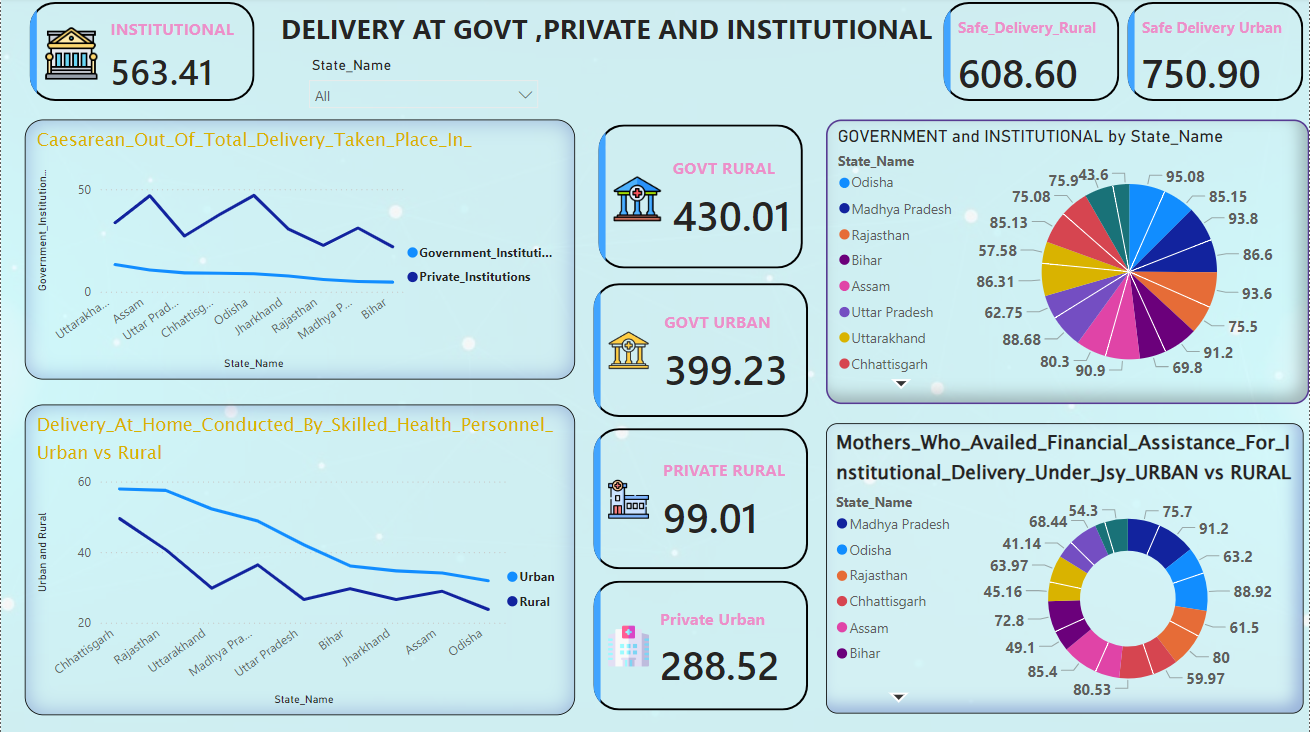 INSTITUTIONAL
563.41
DELIVERY AT GOVT ,PRIVATE AND INSTITUTIONAL
State_Name
All
Safe_Delivery_Rural
608.60
Safe Delivery Urban
750.90
Caesarean_Out_Of_Total_Delivery_Taken_Place_In_
Government_Institution...
50
0
Uttarakha...
Assam
Uttar Prad...
Chhattisg...
Odisha
Jharkhand
Rajasthan
Madhya P...
Bihar
State_Name
Government_Instituti...
Private_Institutions
GOVT RURAL
430.01
GOVT URBAN
399.23
PRIVATE RURAL
99.01
Private Urban
288.52
GOVERNMENT and INSTITUTIONAL by State_Name
State_Name
Odisha
Madhya Pradesh
Rajasthan
Bihar
Assam
Uttar Pradesh
Uttarakhand
Chhattisgarh
95.08
85.15
93.8
86.6
93.6
75.5
91.2
69.8
90.9
80.3
88.68
62.75
86.31
57.58
85.13
75.08
75.9
43.6
Delivery_At_Home_Conducted_By_Skilled_Health_Personnel_
Urban vs Rural
Urban and Rural
60
40
20
Chhattisgarh
Rajasthan
Uttarakhand
Madhya Pra...
Uttar Pradesh
Bihar
Jharkhand
Assam
Odisha
State_Name
Urban
Rural
Mothers_Who_Availed_Financial_Assistance_For_I
nstitutional_Delivery_Under_Jsy_URBAN vs RURAL
State_Name
Madhya Pradesh
Odisha
Rajasthan
Chhattisgarh
Assam
Bihar
75.7
91.2
63.2
88.92
61.5
80
59.97
80.53
85.4
49.1
72.8
45.16
63.97
41.14
68.44
54.3